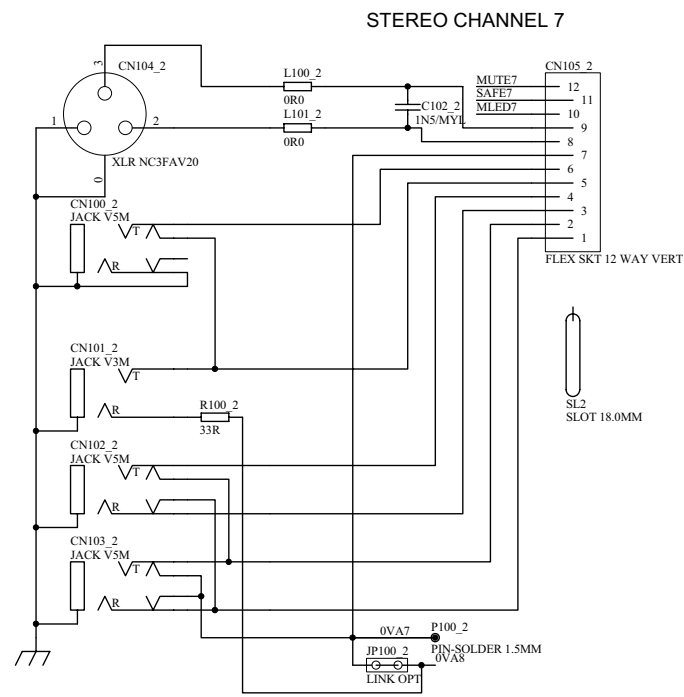 STEREO CHANNEL 7
CN104_2
3
1
2
0
XLR NC3FAV20
L100_2
0R0
L101_2
0R0
C102_2
1N5/MYL
CN105_2
MUTE7
SAFE7
MLED7
12
11
10
9
8
7
6
5
4
3
2
1
FLEX SKT 12 WAY VERT
CN100_2
JACK V5M
T
R
CN101_2
JACK V3M
T
R
R100_2
33R
SL2
SLOT 18.0MM
CN102_2
JACK V5M
T
R
CN103_2
JACK V5M
T
R
0VA7
P100_2
PIN-SOLDER 1.5MM
0VA8
JP100_2
LINK OPT